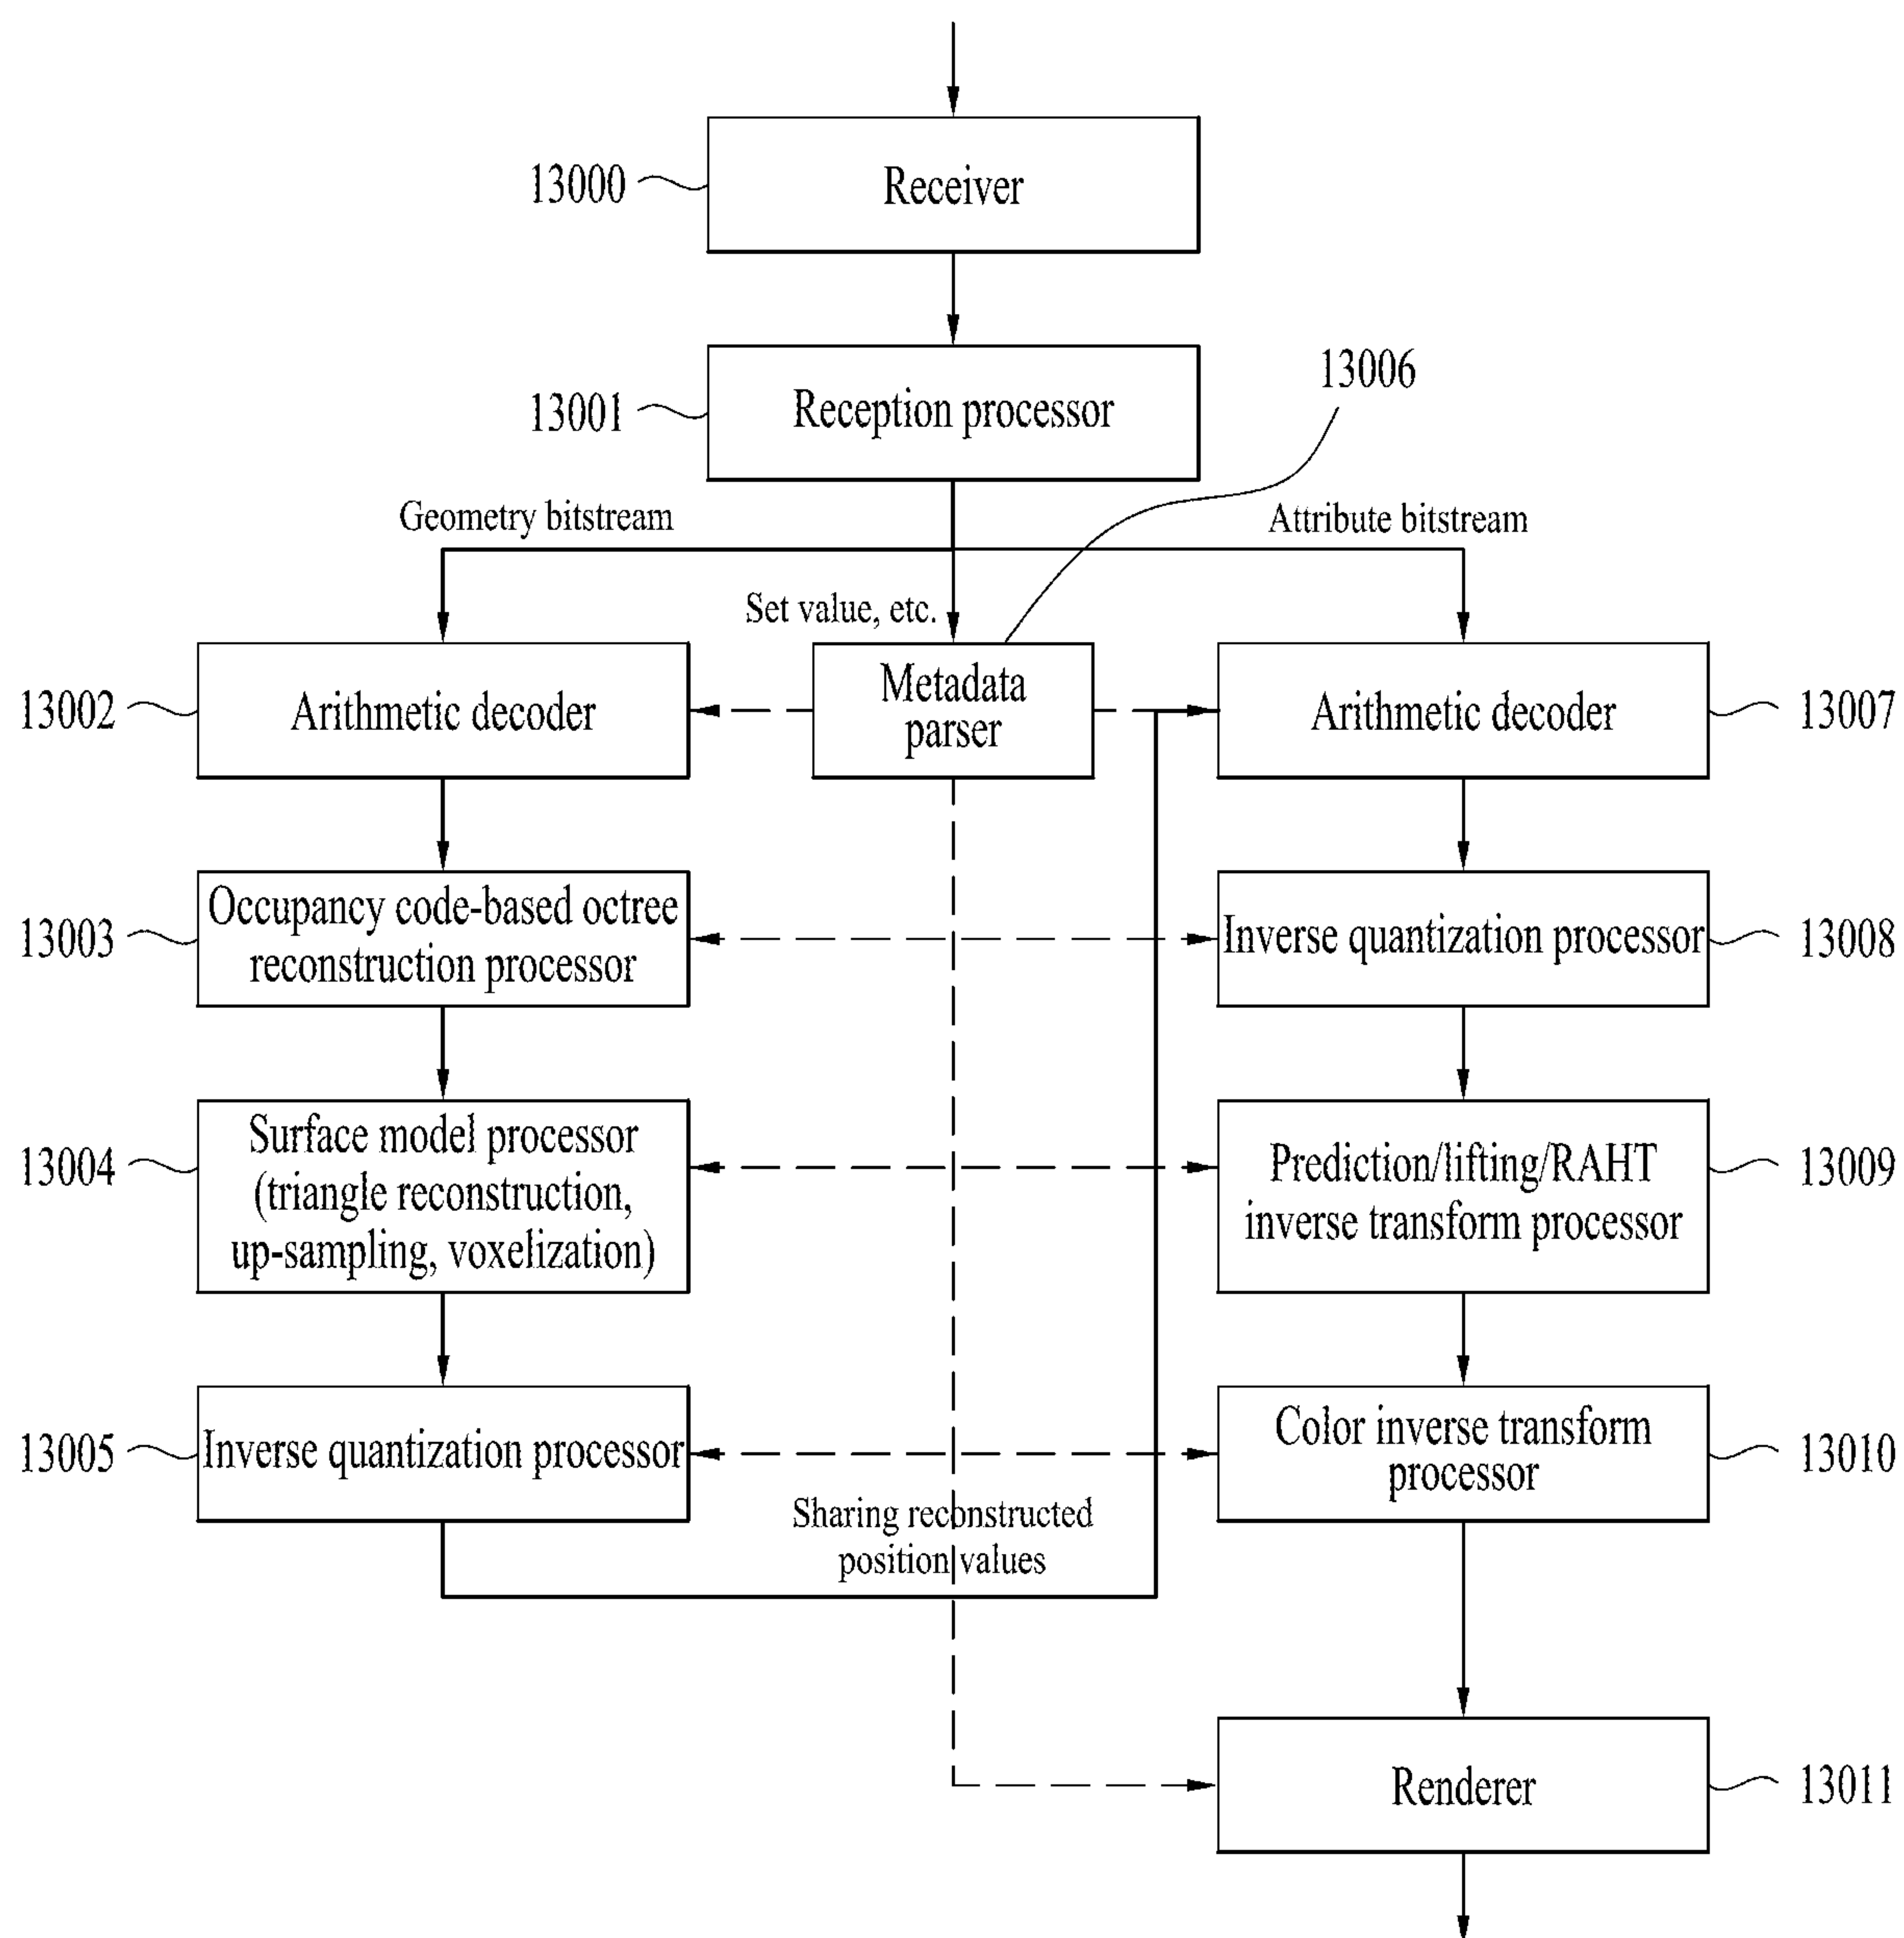 13000
Receiver
13001
Reception processor
13006
Geometry bitstream
Attribute bitstream
Set value, etc.
13002
Arithmetic decoder
Metadata
parser
Arithmetic decoder
13007
13003
Occupancy code-based octree
reconstruction processor
Inverse quantization processor
13008
13004
Surface model processor
(triangle reconstruction,
up-sampling, voxelization)
Prediction/lifting/RAHT
inverse transform processor
13009
13005
Inverse quantization processor
Color inverse transform
processor
13010
Sharing reconstructed
position values
Renderer
13011